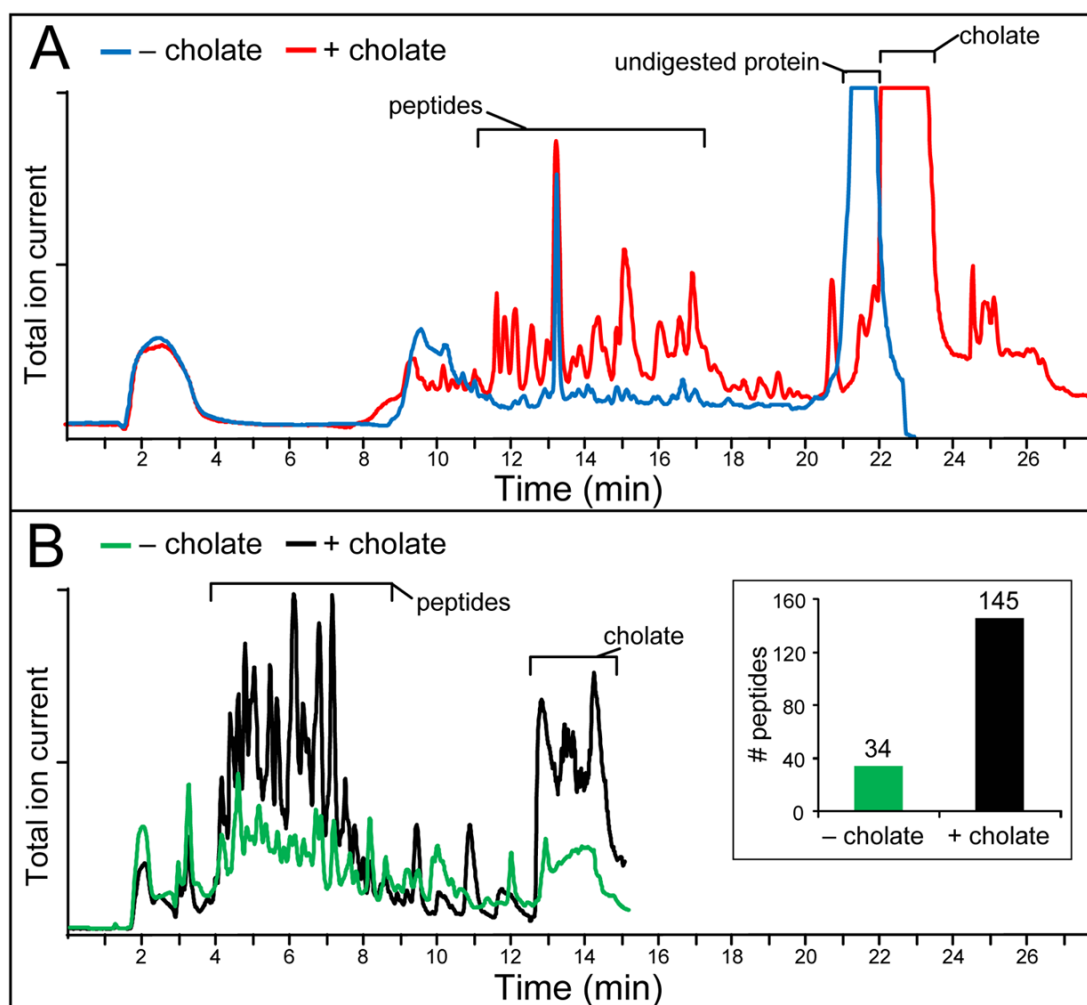 A
– cholate + cholate
cholate
undigested protein
peptides
Total ion current
2 4 6 8 10 12 14 16 18 20 22 24 26
Time (min)
B
– cholate + cholate
peptides
cholate
Total ion current
2 4 6 8 10 12 14 16 18 20 22 24 26
Time (min)
# peptides
160
120
80
40
0
34
145
– cholate + cholate